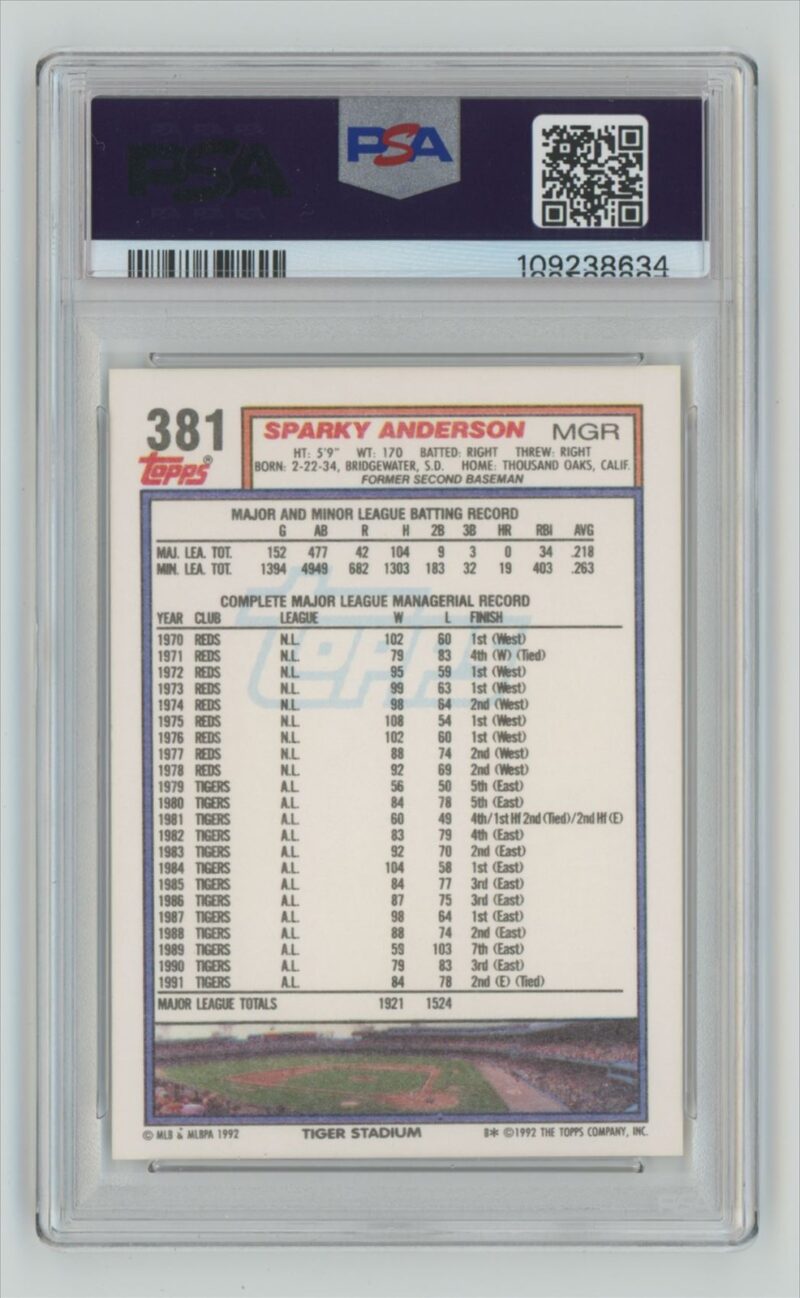 PSA
PSA
109238634
381
SPARKY ANDERSON MGR
TOPPS®
HT: 5'9" WT: 170 BATTED: RIGHT THREW: RIGHT
BORN: 2-22-34, BRIDGEWATER, S.D. HOME: THOUSAND OAKS, CALIF.
FORMER SECOND BASEMAN
MAJOR AND MINOR LEAGUE BATTING RECORD
G AB R H 2B 3B HR RBI AVG
MAJ. LEA. TOT. 152 477 42 104 9 3 0 34 .218
MIN. LEA. TOT. 1394 4949 682 1303 183 32 19 403 .263
COMPLETE MAJOR LEAGUE MANAGERIAL RECORD
YEAR CLUB LEAGUE W L FINISH
1970 REDS N.L. 102 60 1st (West)
1971 REDS N.L. 79 83 4th (W) (Tied)
1972 REDS N.L. 95 59 1st (West)
1973 REDS N.L. 99 63 1st (West)
1974 REDS N.L. 98 64 2nd (West)
1975 REDS N.L. 108 54 1st (West)
1976 REDS N.L. 102 60 1st (West)
1977 REDS N.L. 88 74 2nd (West)
1978 REDS N.L. 92 69 2nd (West)
1979 TIGERS A.L. 56 50 5th (East)
1980 TIGERS A.L. 84 78 5th (East)
1981 TIGERS A.L. 60 49 4th/1st Hf 2nd (Tied)/2nd Hf (E)
1982 TIGERS A.L. 83 79 4th (East)
1983 TIGERS A.L. 92 70 2nd (East)
1984 TIGERS A.L. 104 58 1st (East)
1985 TIGERS A.L. 84 77 3rd (East)
1986 TIGERS A.L. 87 75 3rd (East)
1987 TIGERS A.L. 98 64 1st (East)
1988 TIGERS A.L. 88 74 2nd (East)
1989 TIGERS A.L. 59 103 7th (East)
1990 TIGERS A.L. 79 83 3rd (East)
1991 TIGERS A.L. 84 78 2nd (E) (Tied)
MAJOR LEAGUE TOTALS 1921 1524
© MLB & MLBPA 1992 TIGER STADIUM B* ©1992 THE TOPPS COMPANY, INC.